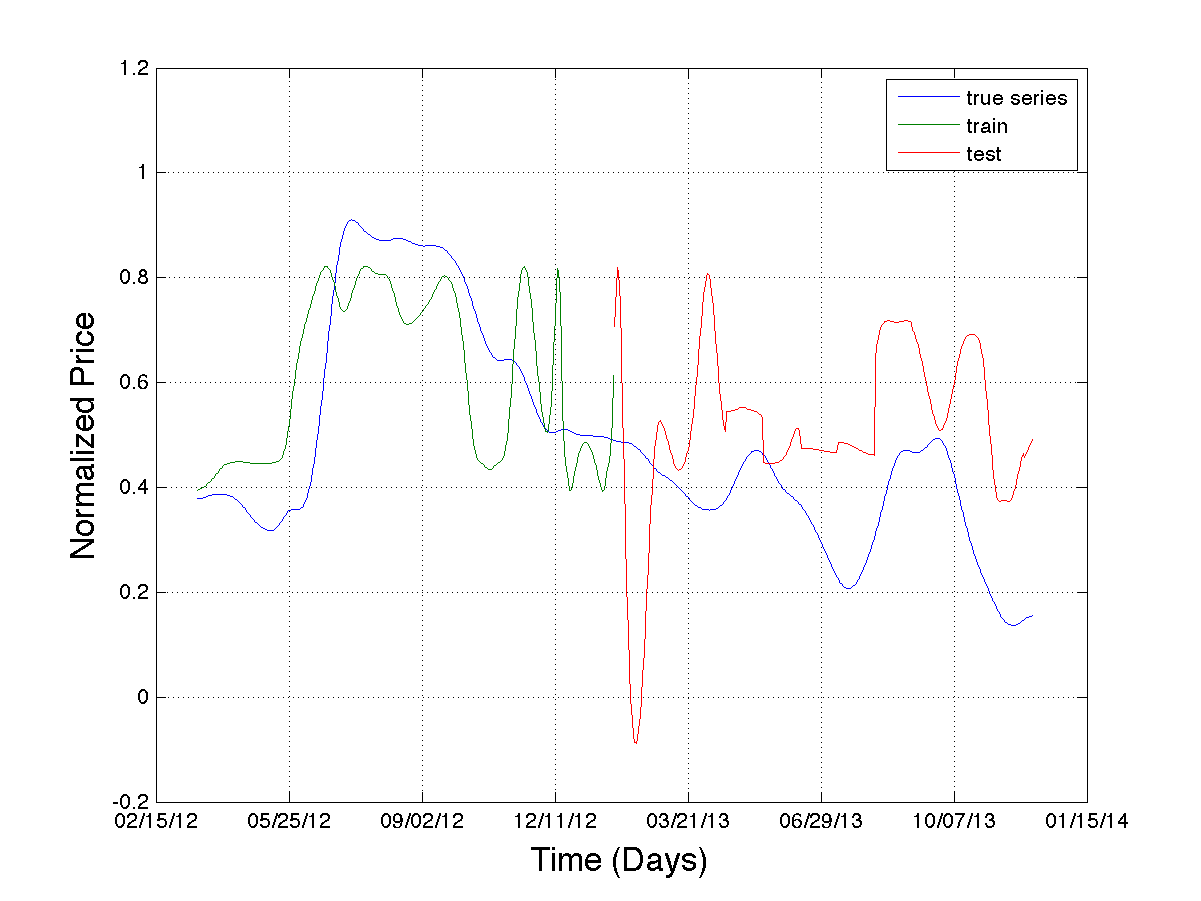 1.2
1
0.8
0.6
0.4
0.2
0
-0.2
Normalized Price
true series
train
test
02/15/12 05/25/12 09/02/12 12/11/12 03/21/13 06/29/13 10/07/13 01/15/14
Time (Days)